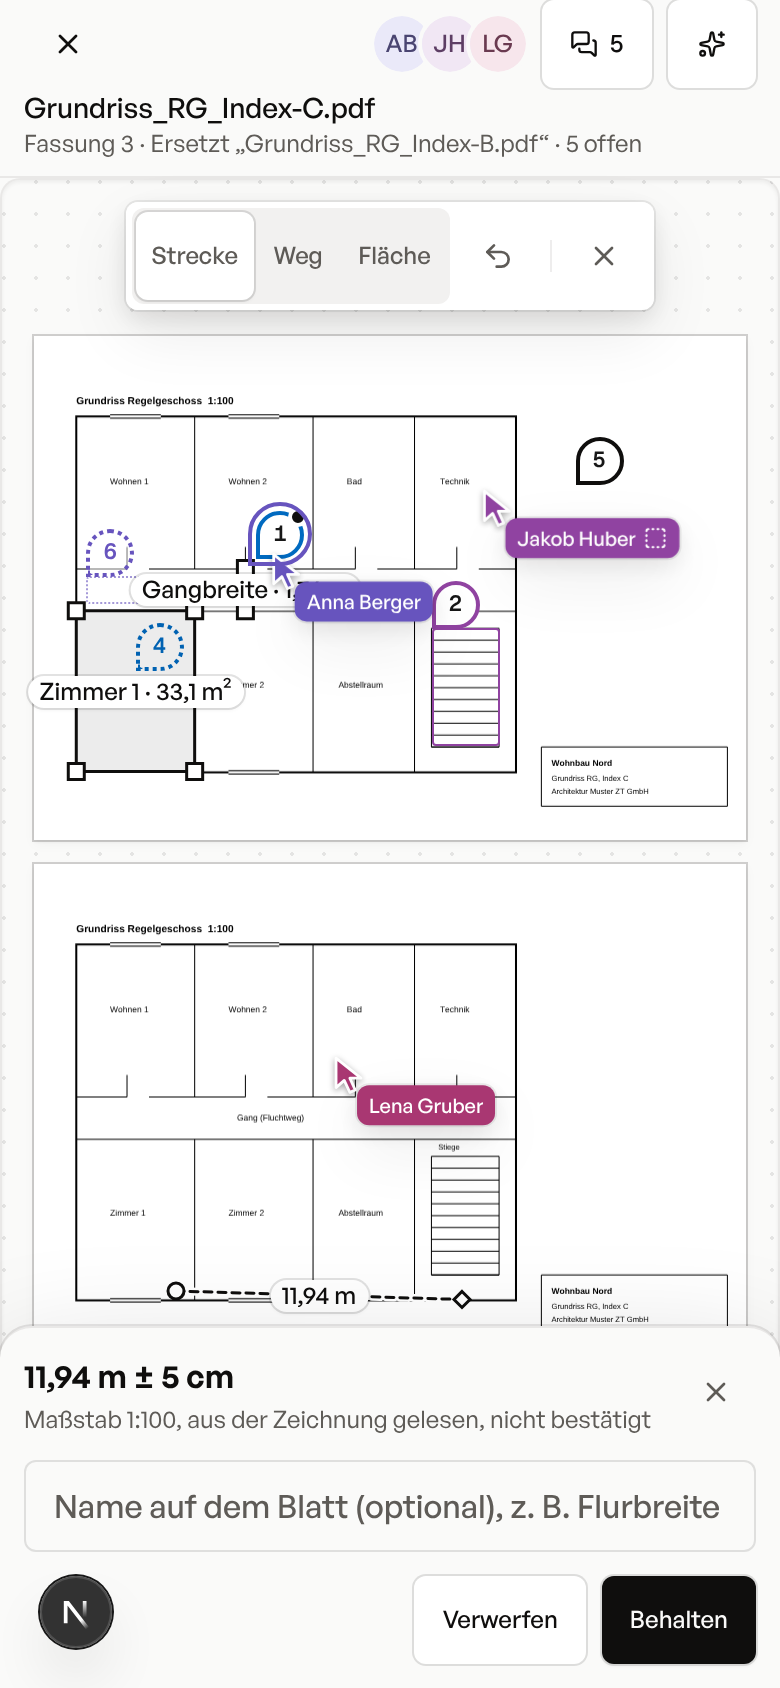 AB JH LG 5
Grundriss_RG_Index-C.pdf
Fassung 3 · Ersetzt „Grundriss_RG_Index-B.pdf“ · 5 offen
Strecke Weg Fläche
Grundriss Regelgeschoss 1:100
5
Wohnen 1 Wohnen 2 Bad Technik
1
Jakob Huber
6
Gangbreite · 1,
Anna Berger
2
4
Zimmer 1 · 33,1 m²
mer 2 Abstellraum
Wohnbau Nord
Grundriss RG, Index C
Architektur Muster ZT GmbH
Grundriss Regelgeschoss 1:100
Wohnen 1 Wohnen 2 Bad Technik
Lena Gruber
Gang (Fluchtweg)
Stiege
Zimmer 1 Zimmer 2 Abstellraum
11,94 m
Wohnbau Nord
Grundriss RG, Index C
Architektur Muster ZT GmbH
11,94 m ± 5 cm
Maßstab 1:100, aus der Zeichnung gelesen, nicht bestätigt
Name auf dem Blatt (optional), z. B. Flurbreite
N Verwerfen Behalten